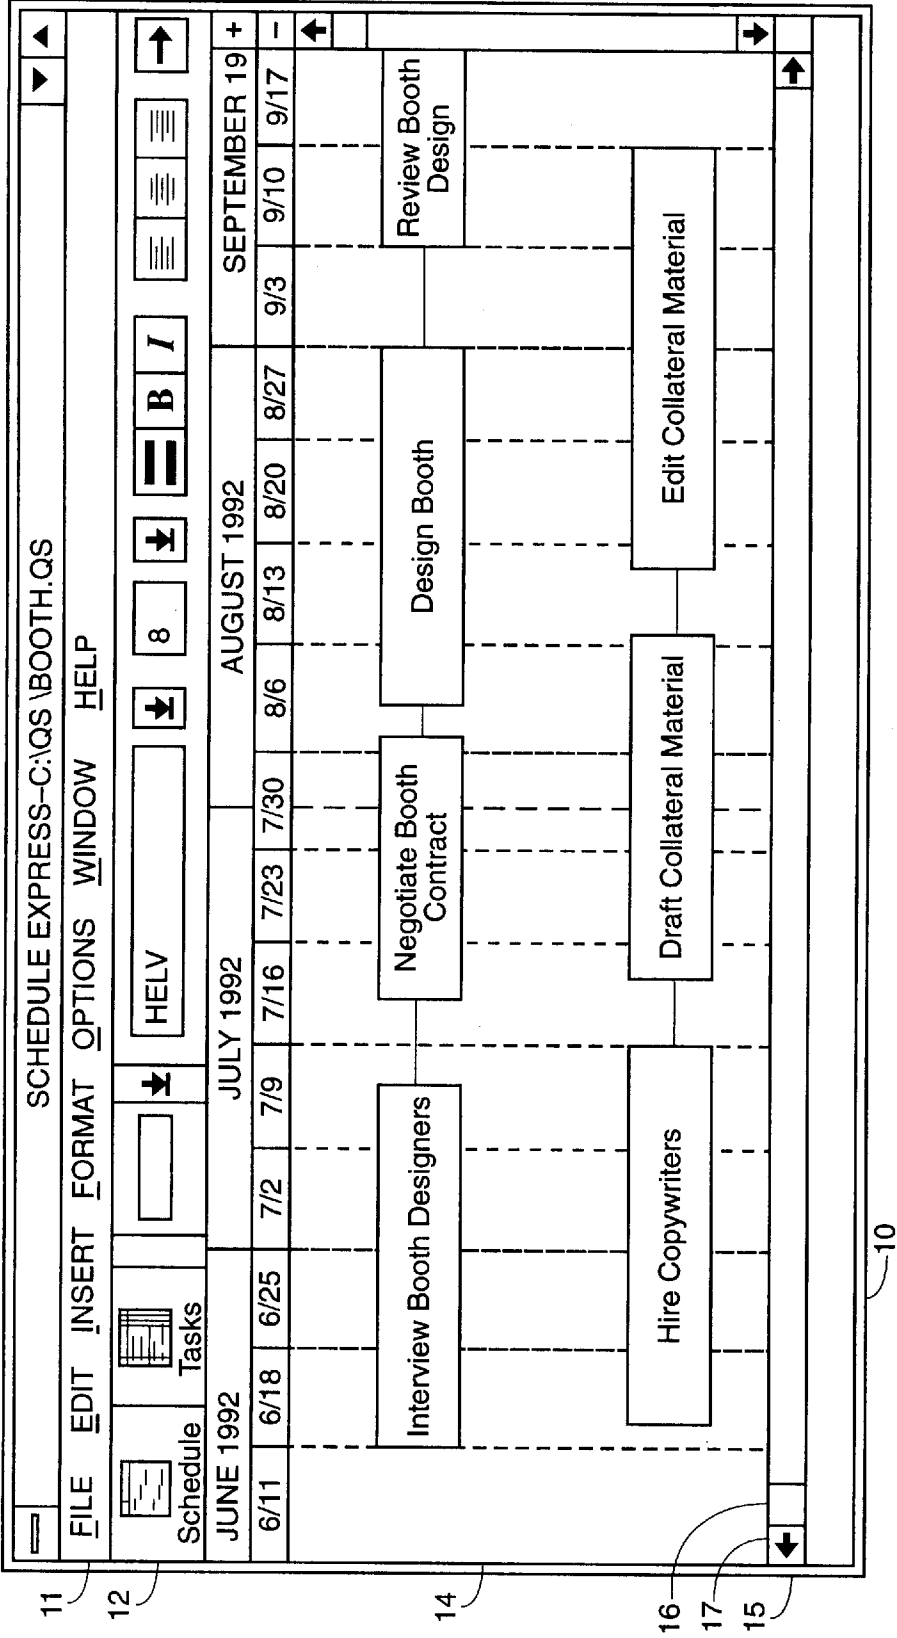 SCHEDULE EXPRESS–C:\QS \BOOTH.QS
FILE EDIT INSERT FORMAT OPTIONS WINDOW HELP
Schedule Tasks HELV 8 B I
JUNE 1992 JULY 1992 AUGUST 1992 SEPTEMBER 19 +
6/11 6/18 6/25 7/2 7/9 7/16 7/23 7/30 8/6 8/13 8/20 8/27 9/3 9/10 9/17 –
Interview Booth Designers
Negotiate Booth
Contract
Design Booth
Review Booth
Design
Hire Copywriters
Draft Collateral Material
Edit Collateral Material
11
12
14
16
17
15
10